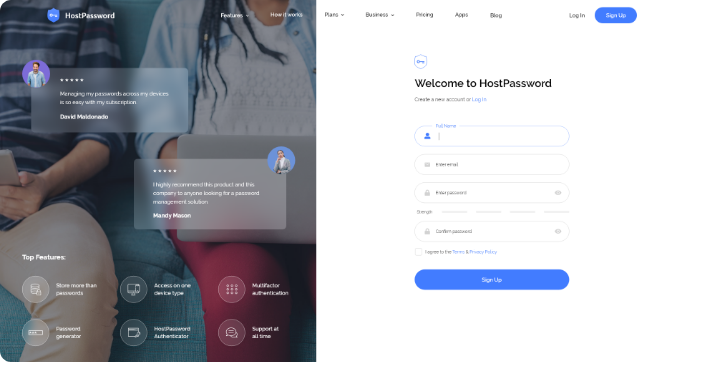 HostPassword
Features
How it works
Plans
Business
Pricing
Apps
Blog
Log In
Sign Up
Managing my passwords across my devices
is so easy with my subscription.
David Maldonado
I highly recommend this product and this
company to anyone looking for a password
management solution.
Mandy Mason
Top Features:
Store more than
passwords
Access on one
device type
Multifactor
authentication
Password
generator
HostPassword
Authenticator
Support at
all time
Welcome to HostPassword
Create a new account or Log In
Full Name
Enter email
Enter password
Strength
Confirm password
I agree to the Terms & Privacy Policy
Sign Up